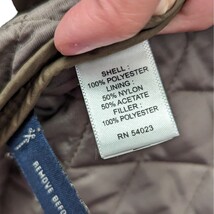 SHELL :
100% POLYESTER
LINING :
50% NYLON
50% ACETATE
FILLER :
100% POLYESTER
RN 54023
REMOVE BEFO